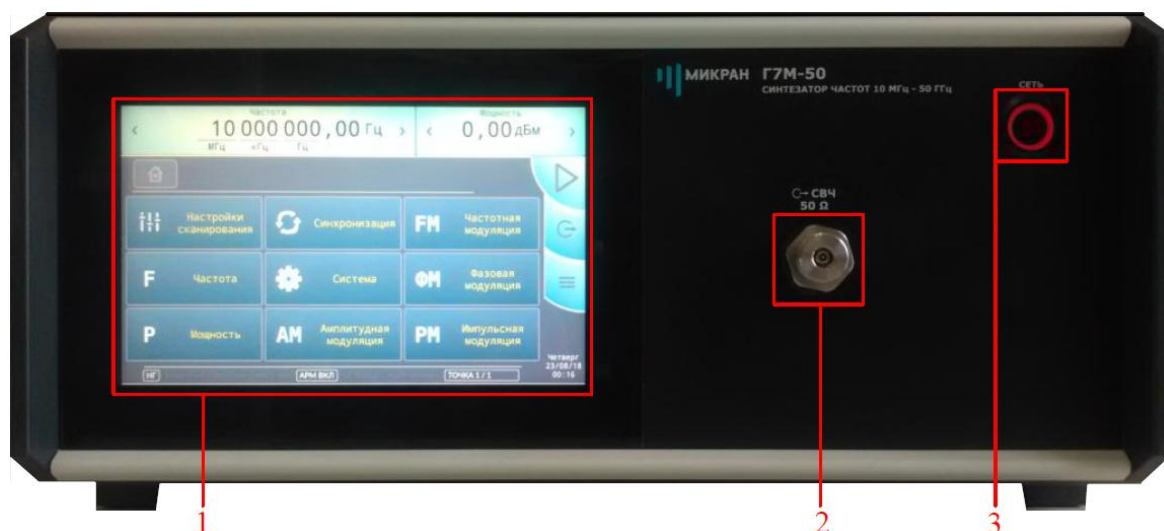 МИКРАН Г7М-50
СИНТЕЗАТОР ЧАСТОТ 10 МГц - 50 ГГц
СЕТЬ
Частота
Мощность
10 000 000,00 Гц
0,00 дБм
МГц кГц Гц
СВЧ
50 Ω
Настройки
сканирования
Синхронизация
FM Частотная
модуляция
F Частота
Система
ФМ Фазовая
модуляция
P Мощность
AM Амплитудная
модуляция
PM Импульсная
модуляция
НГ
АРМ ВКЛ
ТОЧКА 1 / 1
Четверг
23/08/18
00:16
1
2
3